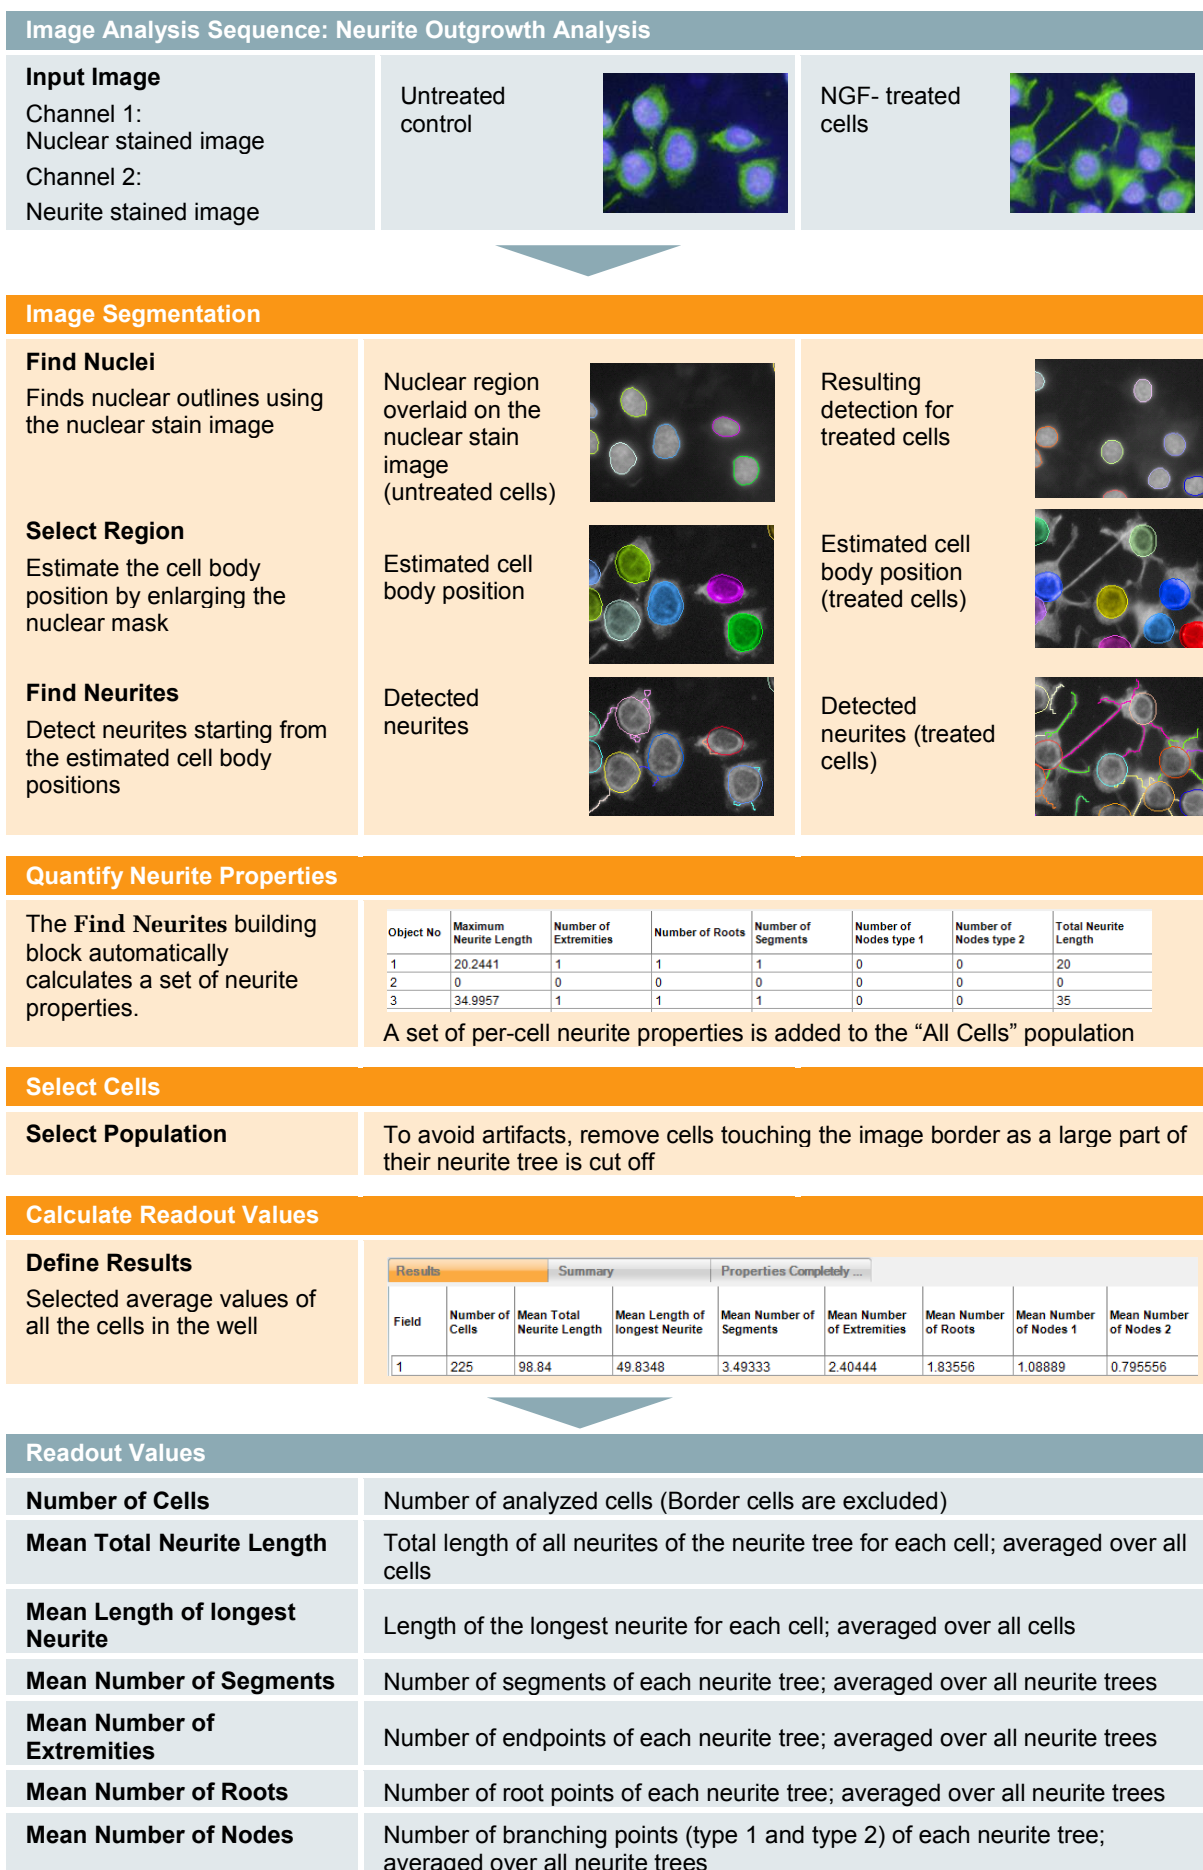 Image Analysis Sequence: Neurite Outgrowth Analysis
Input Image
Channel 1:
Nuclear stained image
Channel 2:
Neurite stained image
Untreated
control
NGF- treated
cells
Image Segmentation
Find Nuclei
Finds nuclear outlines using
the nuclear stain image
Nuclear region
overlaid on the
nuclear stain
image
(untreated cells)
Resulting
detection for
treated cells
Select Region
Estimate the cell body
position by enlarging the
nuclear mask
Estimated cell
body position
Estimated cell
body position
(treated cells)
Find Neurites
Detect neurites starting from
the estimated cell body
positions
Detected
neurites
Detected
neurites (treated
cells)
Quantify Neurite Properties
The Find Neurites building
block automatically
calculates a set of neurite
properties.
Object No | Maximum Neurite Length | Number of Extremities | Number of Roots | Number of Segments | Number of Nodes type 1 | Number of Nodes type 2 | Total Neurite Length
1 | 20.2441 | 1 | 1 | 1 | 0 | 0 | 20
2 | 0 | 0 | 0 | 0 | 0 | 0 | 0
3 | 34.9957 | 1 | 1 | 1 | 0 | 0 | 35
A set of per-cell neurite properties is added to the “All Cells” population
Select Cells
Select Population
To avoid artifacts, remove cells touching the image border as a large part of
their neurite tree is cut off
Calculate Readout Values
Define Results
Selected average values of
all the cells in the well
Results | Summary | Properties Completely ...
Field | Number of Cells | Mean Total Neurite Length | Mean Length of longest Neurite | Mean Number of Segments | Mean Number of Extremities | Mean Number of Roots | Mean Number of Nodes 1 | Mean Number of Nodes 2
1 | 225 | 98.84 | 49.8348 | 3.49333 | 2.40444 | 1.83556 | 1.08889 | 0.795556
Readout Values
Number of Cells
Number of analyzed cells (Border cells are excluded)
Mean Total Neurite Length
Total length of all neurites of the neurite tree for each cell; averaged over all
cells
Mean Length of longest
Neurite
Length of the longest neurite for each cell; averaged over all cells
Mean Number of Segments
Number of segments of each neurite tree; averaged over all neurite trees
Mean Number of
Extremities
Number of endpoints of each neurite tree; averaged over all neurite trees
Mean Number of Roots
Number of root points of each neurite tree; averaged over all neurite trees
Mean Number of Nodes
Number of branching points (type 1 and type 2) of each neurite tree;
averaged over all neurite trees